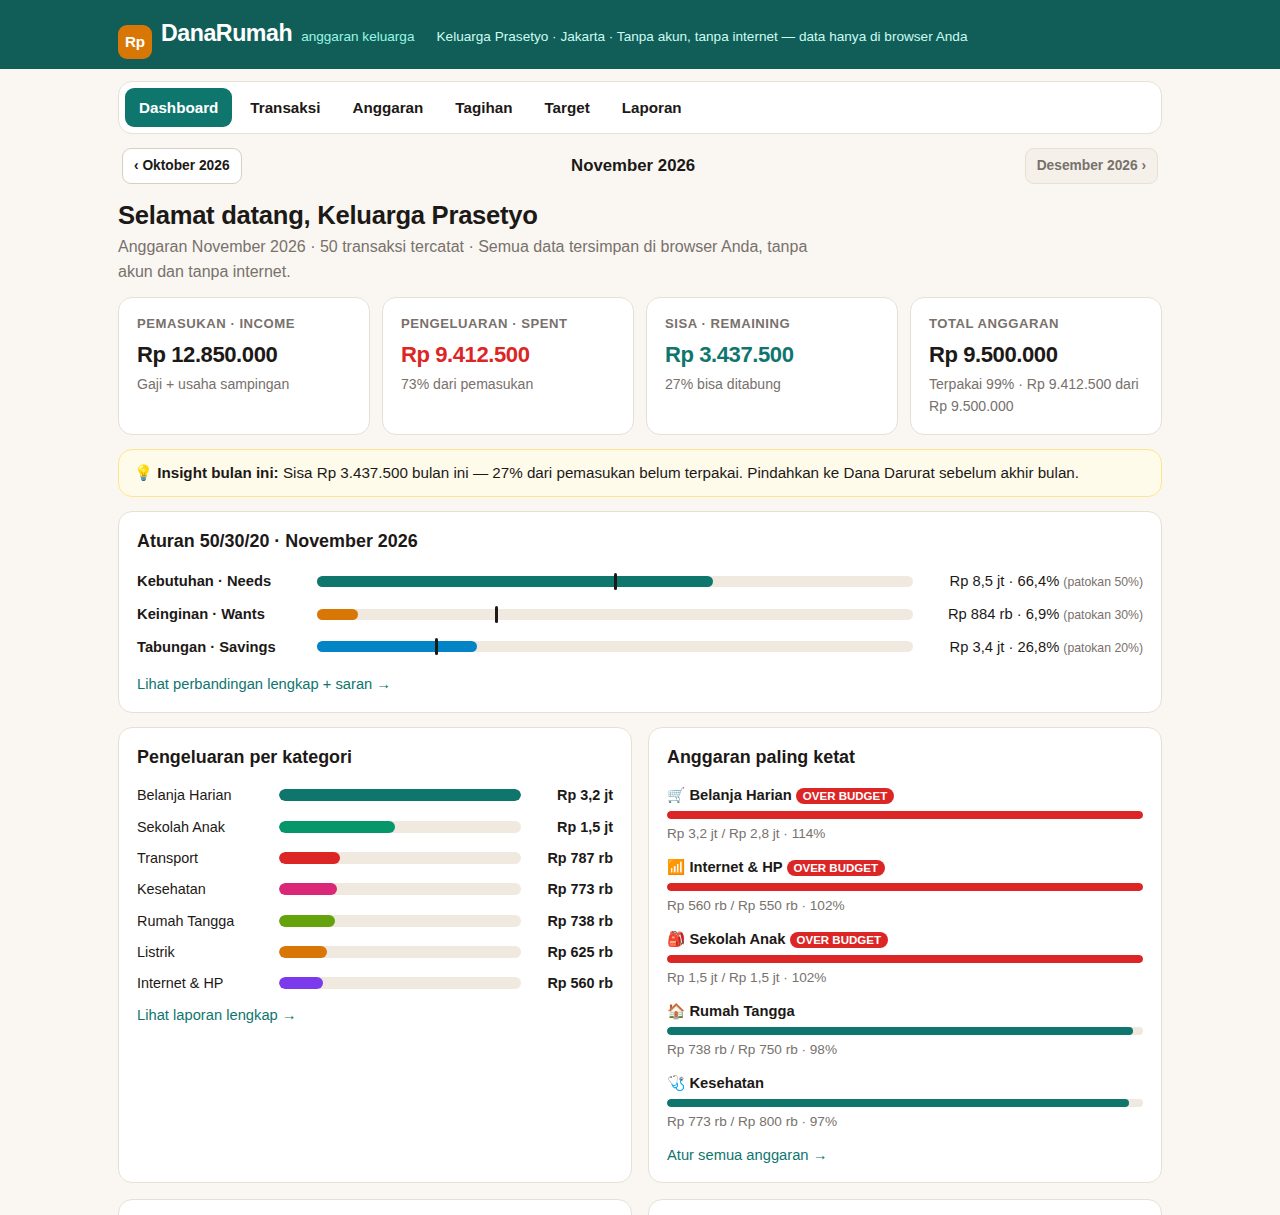 Rp DanaRumah anggaran keluarga Keluarga Prasetyo · Jakarta · Tanpa akun, tanpa internet — data hanya di browser Anda
Dashboard Transaksi Anggaran Tagihan Target Laporan
‹ Oktober 2026 November 2026 Desember 2026 ›
Selamat datang, Keluarga Prasetyo
Anggaran November 2026 · 50 transaksi tercatat · Semua data tersimpan di browser Anda, tanpa
akun dan tanpa internet.
PEMASUKAN · INCOME
Rp 12.850.000
Gaji + usaha sampingan
PENGELUARAN · SPENT
Rp 9.412.500
73% dari pemasukan
SISA · REMAINING
Rp 3.437.500
27% bisa ditabung
TOTAL ANGGARAN
Rp 9.500.000
Terpakai 99% · Rp 9.412.500 dari
Rp 9.500.000
💡 Insight bulan ini: Sisa Rp 3.437.500 bulan ini — 27% dari pemasukan belum terpakai. Pindahkan ke Dana Darurat sebelum akhir bulan.
Aturan 50/30/20 · November 2026
Kebutuhan · Needs Rp 8,5 jt · 66,4% (patokan 50%)
Keinginan · Wants Rp 884 rb · 6,9% (patokan 30%)
Tabungan · Savings Rp 3,4 jt · 26,8% (patokan 20%)
Lihat perbandingan lengkap + saran →
Pengeluaran per kategori
Belanja Harian Rp 3,2 jt
Sekolah Anak Rp 1,5 jt
Transport Rp 787 rb
Kesehatan Rp 773 rb
Rumah Tangga Rp 738 rb
Listrik Rp 625 rb
Internet & HP Rp 560 rb
Lihat laporan lengkap →
Anggaran paling ketat
🛒 Belanja Harian OVER BUDGET
Rp 3,2 jt / Rp 2,8 jt · 114%
📶 Internet & HP OVER BUDGET
Rp 560 rb / Rp 550 rb · 102%
🎒 Sekolah Anak OVER BUDGET
Rp 1,5 jt / Rp 1,5 jt · 102%
🏠 Rumah Tangga
Rp 738 rb / Rp 750 rb · 98%
🩺 Kesehatan
Rp 773 rb / Rp 800 rb · 97%
Atur semua anggaran →